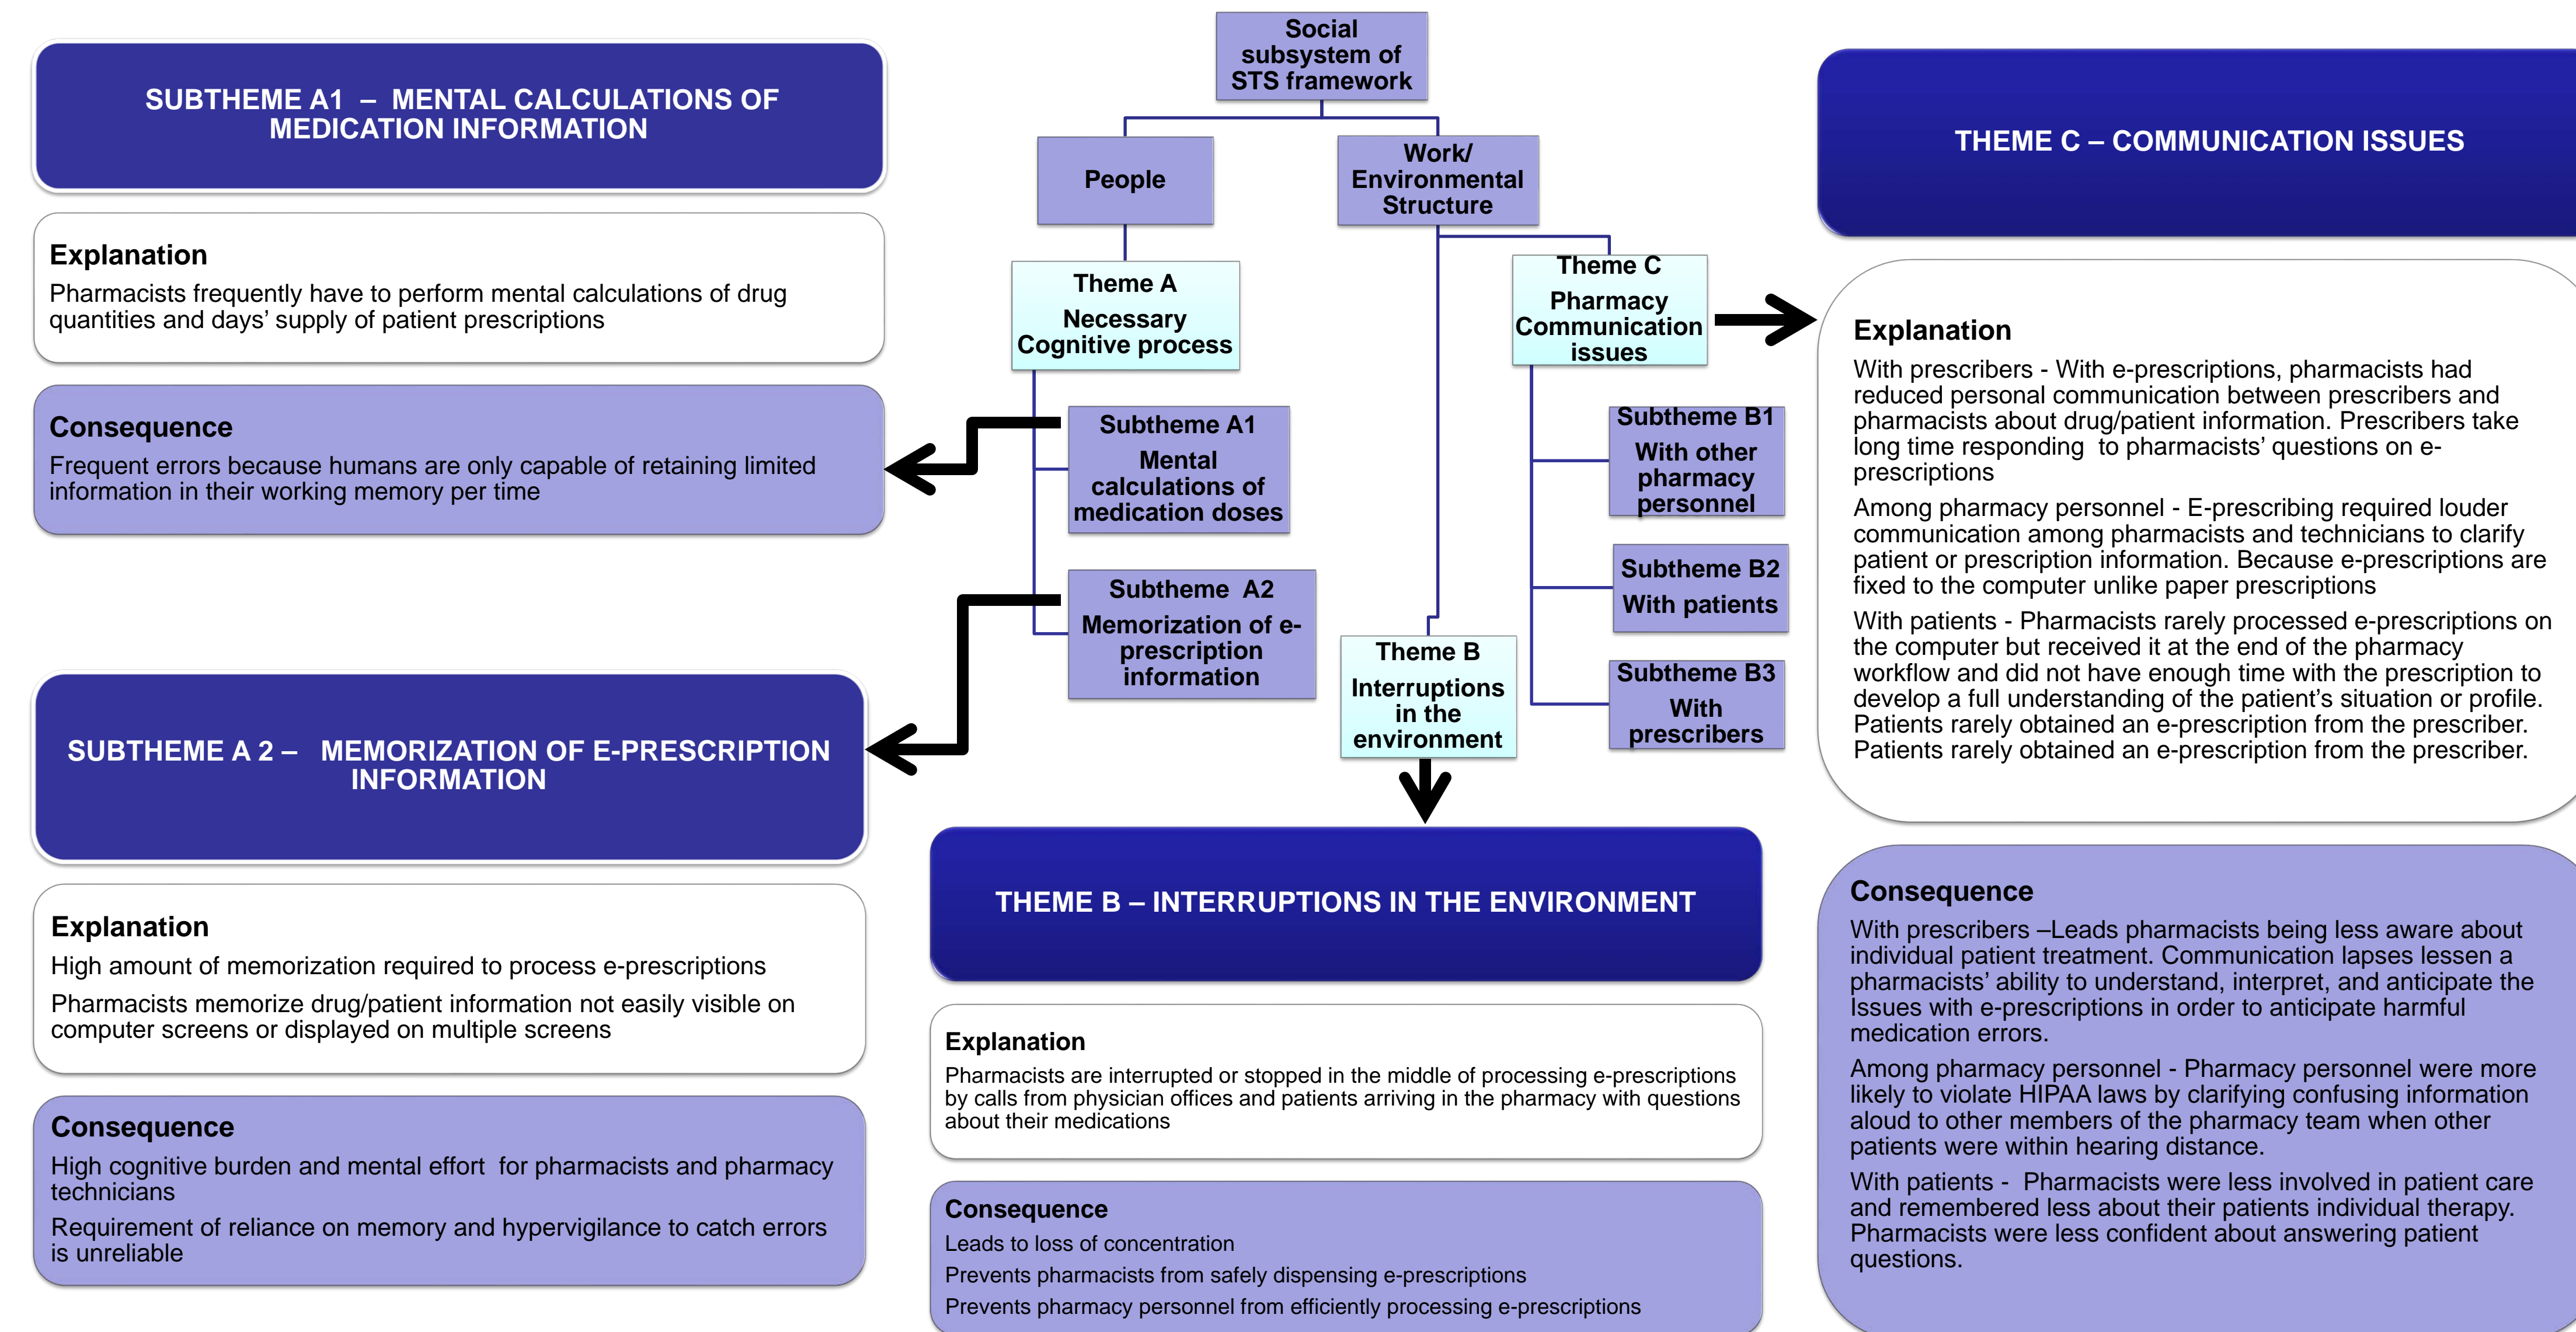 SUBTHEME A1 – MENTAL CALCULATIONS OF
MEDICATION INFORMATION
Explanation
Pharmacists frequently have to perform mental calculations of drug
quantities and days’ supply of patient prescriptions
Consequence
Frequent errors because humans are only capable of retaining limited
information in their working memory per time
SUBTHEME A 2 – MEMORIZATION OF E-PRESCRIPTION
INFORMATION
Explanation
High amount of memorization required to process e-prescriptions
Pharmacists memorize drug/patient information not easily visible on
computer screens or displayed on multiple screens
Consequence
High cognitive burden and mental effort for pharmacists and pharmacy
technicians
Requirement of reliance on memory and hypervigilance to catch errors
is unreliable
Social
subsystem of
STS framework
People
Work/
Environmental
Structure
Theme A
Necessary
Cognitive process
Subtheme A1
Mental
calculations of
medication doses
Subtheme A2
Memorization of e-
prescription
information
Theme C
Pharmacy
Communication
issues
Subtheme B1
With other
pharmacy
personnel
Subtheme B2
With patients
Subtheme B3
With
prescribers
Theme B
Interruptions
in the
environment
THEME B – INTERRUPTIONS IN THE ENVIRONMENT
Explanation
Pharmacists are interrupted or stopped in the middle of processing e-prescriptions
by calls from physician offices and patients arriving in the pharmacy with questions
about their medications
Consequence
Leads to loss of concentration
Prevents pharmacists from safely dispensing e-prescriptions
Prevents pharmacy personnel from efficiently processing e-prescriptions
THEME C – COMMUNICATION ISSUES
Explanation
With prescribers - With e-prescriptions, pharmacists had
reduced personal communication between prescribers and
pharmacists about drug/patient information. Prescribers take
long time responding to pharmacists’ questions on e-
prescriptions
Among pharmacy personnel - E-prescribing required louder
communication among pharmacists and technicians to clarify
patient or prescription information. Because e-prescriptions are
fixed to the computer unlike paper prescriptions
With patients - Pharmacists rarely processed e-prescriptions on
the computer but received it at the end of the pharmacy
workflow and did not have enough time with the prescription to
develop a full understanding of the patient’s situation or profile.
Patients rarely obtained an e-prescription from the prescriber.
Patients rarely obtained an e-prescription from the prescriber.
Consequence
With prescribers –Leads pharmacists being less aware about
individual patient treatment. Communication lapses lessen a
pharmacists’ ability to understand, interpret, and anticipate the
Issues with e-prescriptions in order to anticipate harmful
medication errors.
Among pharmacy personnel - Pharmacy personnel were more
likely to violate HIPAA laws by clarifying confusing information
aloud to other members of the pharmacy team when other
patients were within hearing distance.
With patients - Pharmacists were less involved in patient care
and remembered less about their patients individual therapy.
Pharmacists were less confident about answering patient
questions.